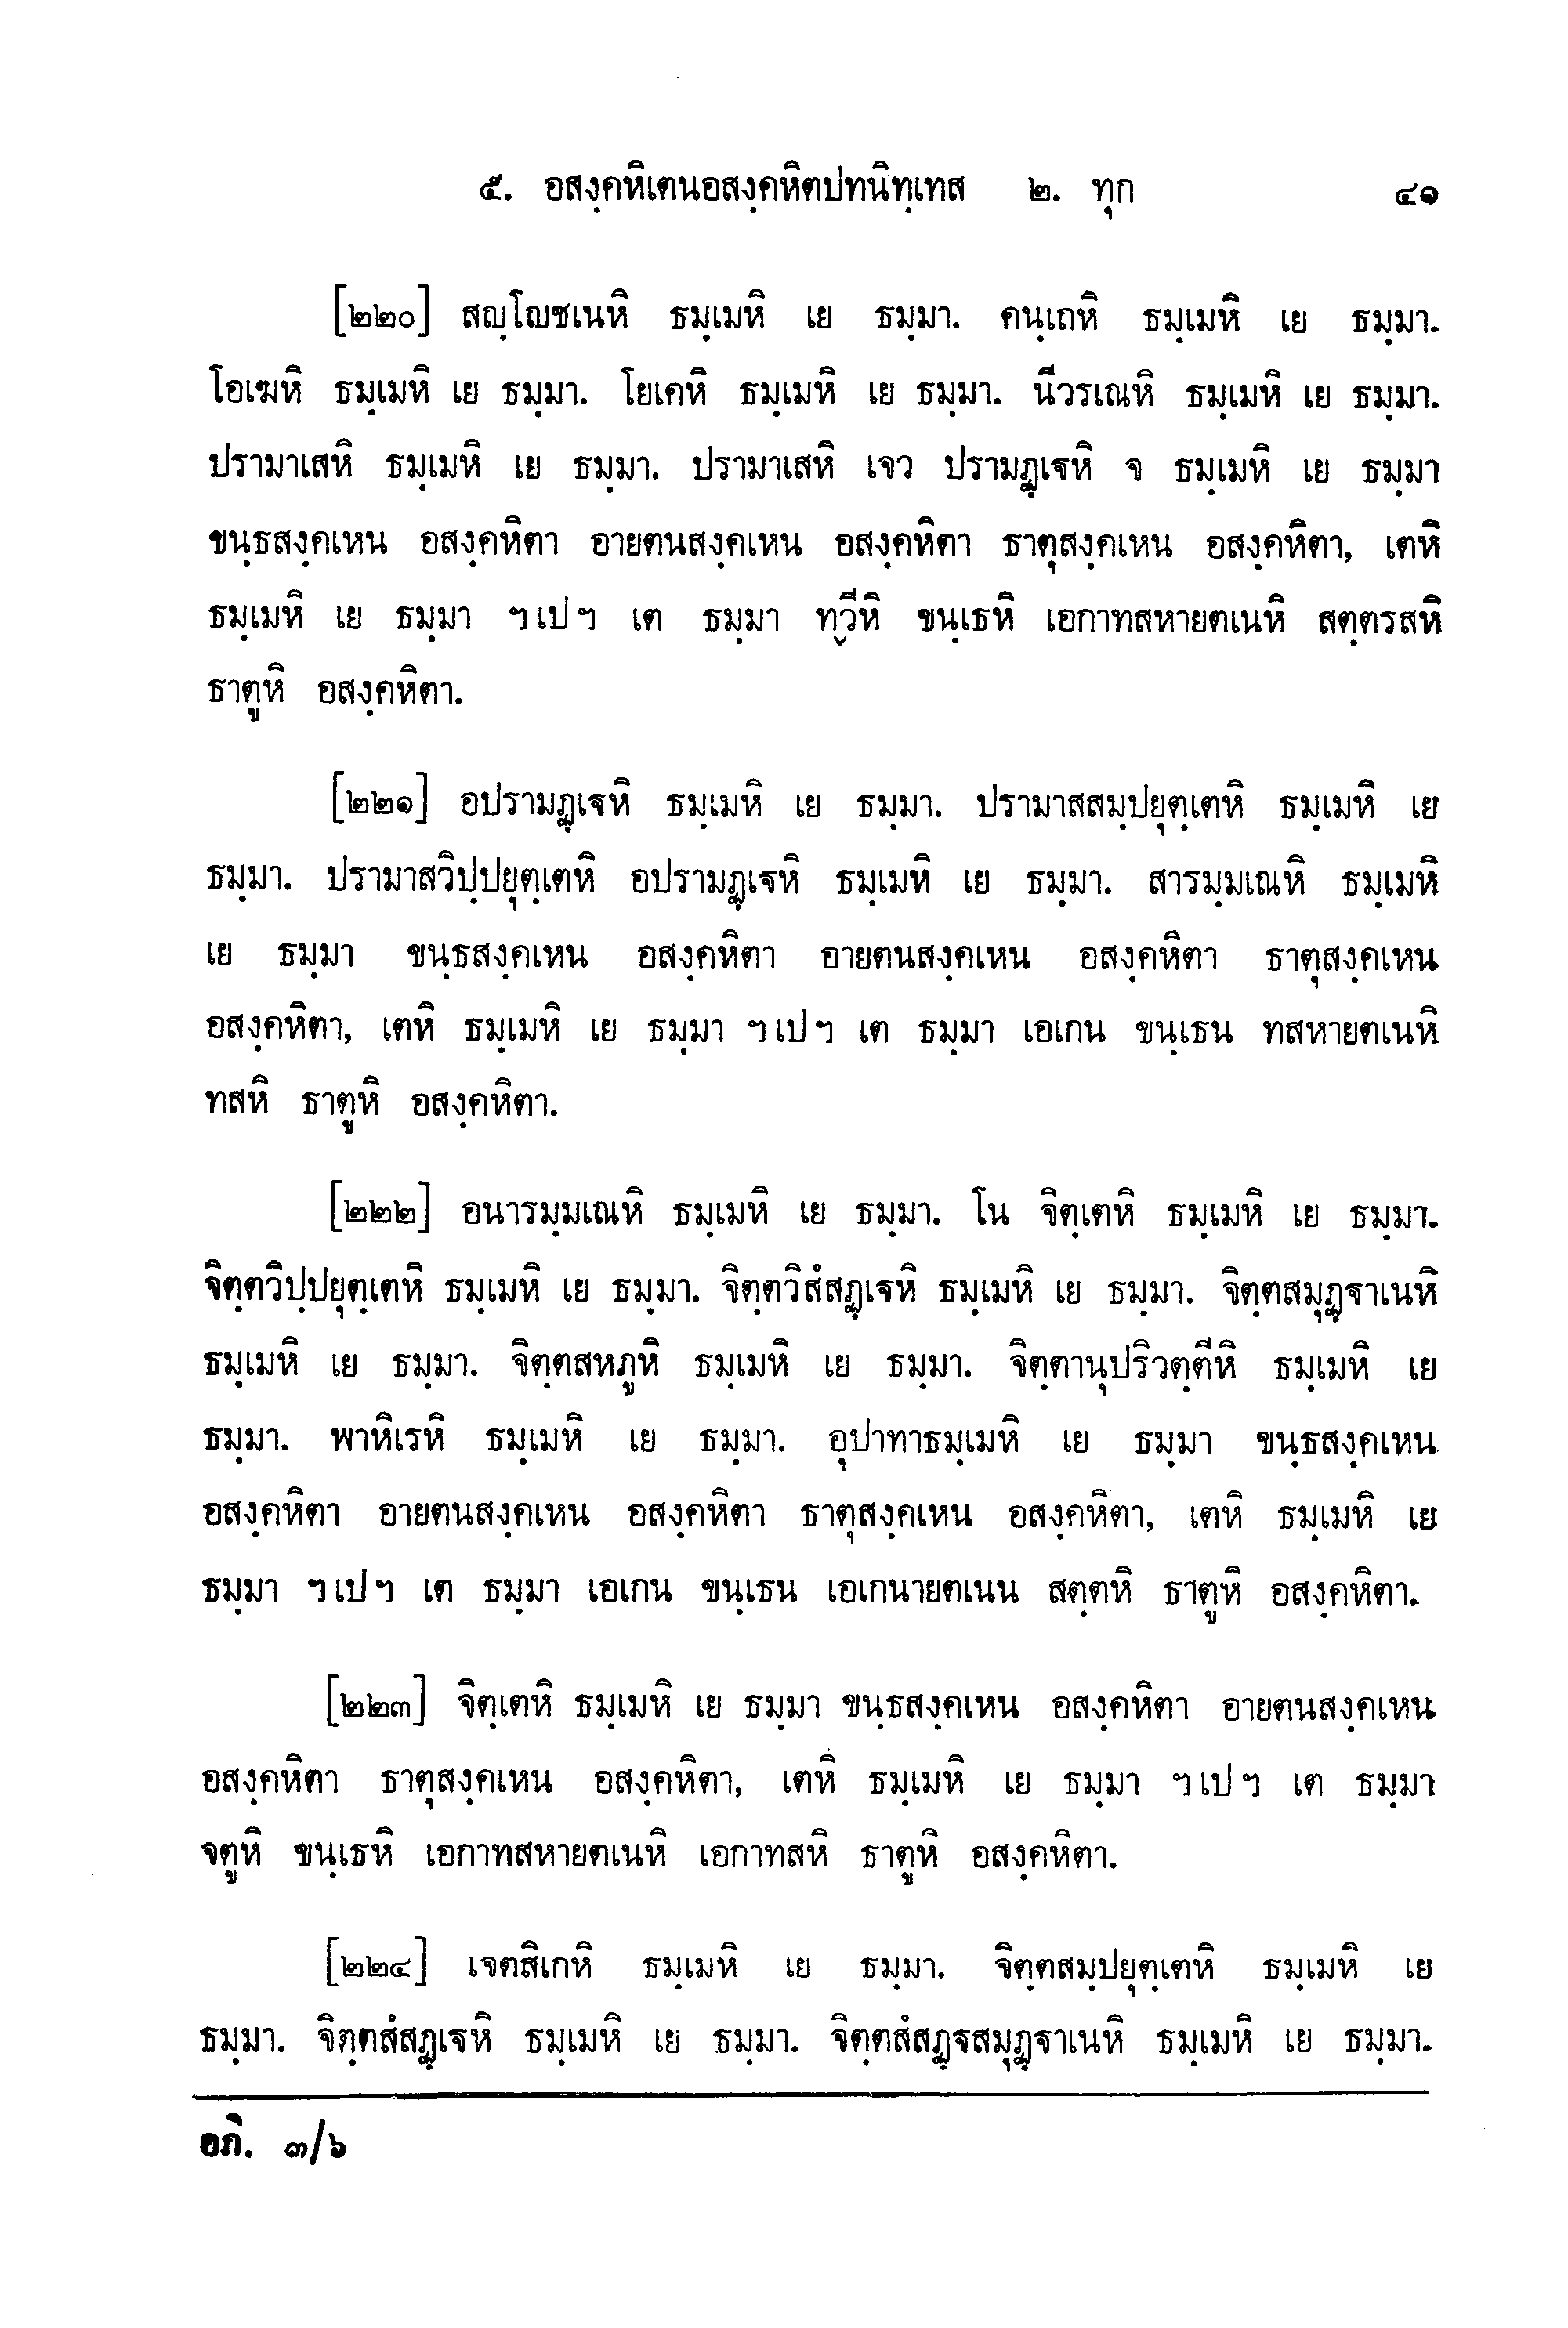 ๕. อสงฺคหิเตนอสงฺคหิตปทนิทฺเทส ๒. ทุก ๔๑
[๒๒๐] สญฺโญชเนหิ ธมฺเมหิ เย ธมฺมา. คนฺเถหิ ธมฺเมหิ เย ธมฺมา.
โอเฆหิ ธมฺเมหิ เย ธมฺมา. โยเคหิ ธมฺเมหิ เย ธมฺมา. นีวรเณหิ ธมฺเมหิ เย ธมฺมา.
ปรามาเสหิ ธมฺเมหิ เย ธมฺมา. ปรามาเสหิ เจว ปรามฏฺเฐหิ จ ธมฺเมหิ เย ธมฺมา
ขนฺธสงฺคเหน อสงฺคหิตา อายตนสงฺคเหน อสงฺคหิตา ธาตุสงฺคเหน อสงฺคหิตา, เตหิ
ธมฺเมหิ เย ธมฺมา ฯเปฯ เต ธมฺมา ทฺวีหิ ขนฺเธหิ เอกาทสหายตเนหิ สตฺตรสหิ
ธาตูหิ อสงฺคหิตา.
[๒๒๑] อปรามฏฺเฐหิ ธมฺเมหิ เย ธมฺมา. ปรามาสสมฺปยุตฺเตหิ ธมฺเมหิ เย
ธมฺมา. ปรามาสวิปฺปยุตฺเตหิ อปรามฏฺเฐหิ ธมฺเมหิ เย ธมฺมา. สารมฺมเณหิ ธมฺเมหิ
เย ธมฺมา ขนฺธสงฺคเหน อสงฺคหิตา อายตนสงฺคเหน อสงฺคหิตา ธาตุสงฺคเหน
อสงฺคหิตา, เตหิ ธมฺเมหิ เย ธมฺมา ฯเปฯ เต ธมฺมา เอเกน ขนฺเธน ทสหายตเนหิ
ทสหิ ธาตูหิ อสงฺคหิตา.
[๒๒๒] อนารมฺมเณหิ ธมฺเมหิ เย ธมฺมา. โน จิตฺเตหิ ธมฺเมหิ เย ธมฺมา.
จิตฺตวิปฺปยุตฺเตหิ ธมฺเมหิ เย ธมฺมา. จิตฺตวิสํสฏฺเฐหิ ธมฺเมหิ เย ธมฺมา. จิตฺตสมุฏฺฐาเนหิ
ธมฺเมหิ เย ธมฺมา. จิตฺตสหภูหิ ธมฺเมหิ เย ธมฺมา. จิตฺตานุปริวตฺตีหิ ธมฺเมหิ เย
ธมฺมา. พาหิเรหิ ธมฺเมหิ เย ธมฺมา. อุปาทาธมฺเมหิ เย ธมฺมา ขนฺธสงฺคเหน
อสงฺคหิตา อายตนสงฺคเหน อสงฺคหิตา ธาตุสงฺคเหน อสงฺคหิตา, เตหิ ธมฺเมหิ เย
ธมฺมา ฯเปฯ เต ธมฺมา เอเกน ขนฺเธน เอเกนายตเนน สตฺตหิ ธาตูหิ อสงฺคหิตา.
[๒๒๓] จิตฺเตหิ ธมฺเมหิ เย ธมฺมา ขนฺธสงฺคเหน อสงฺคหิตา อายตนสงฺคเหน
อสงฺคหิตา ธาตุสงฺคเหน อสงฺคหิตา, เตหิ ธมฺเมหิ เย ธมฺมา ฯเปฯ เต ธมฺมา
จตูหิ ขนฺเธหิ เอกาทสหายตเนหิ เอกาทสหิ ธาตูหิ อสงฺคหิตา.
[๒๒๔] เจตสิเกหิ ธมฺเมหิ เย ธมฺมา. จิตฺตสมฺปยุตฺเตหิ ธมฺเมหิ เย
ธมฺมา. จิตฺตสํสฏฺเฐหิ ธมฺเมหิ เย ธมฺมา. จิตฺตสํสฏฺฐสมุฏฺฐาเนหิ ธมฺเมหิ เย ธมฺมา.
อภิ. ๓/๖